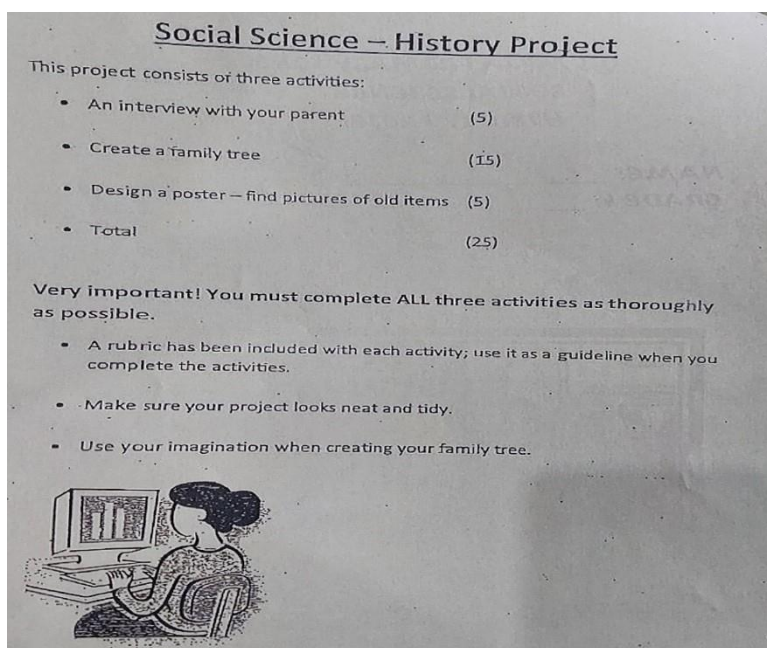 Social Science – History Project
This project consists of three activities:
• An interview with your parent (5)
• Create a family tree (15)
• Design a poster – find pictures of old items (5)
• Total (25)
Very important! You must complete ALL three activities as thoroughly
as possible.
• A rubric has been included with each activity; use it as a guideline when you
complete the activities.
• Make sure your project looks neat and tidy.
• Use your imagination when creating your family tree.